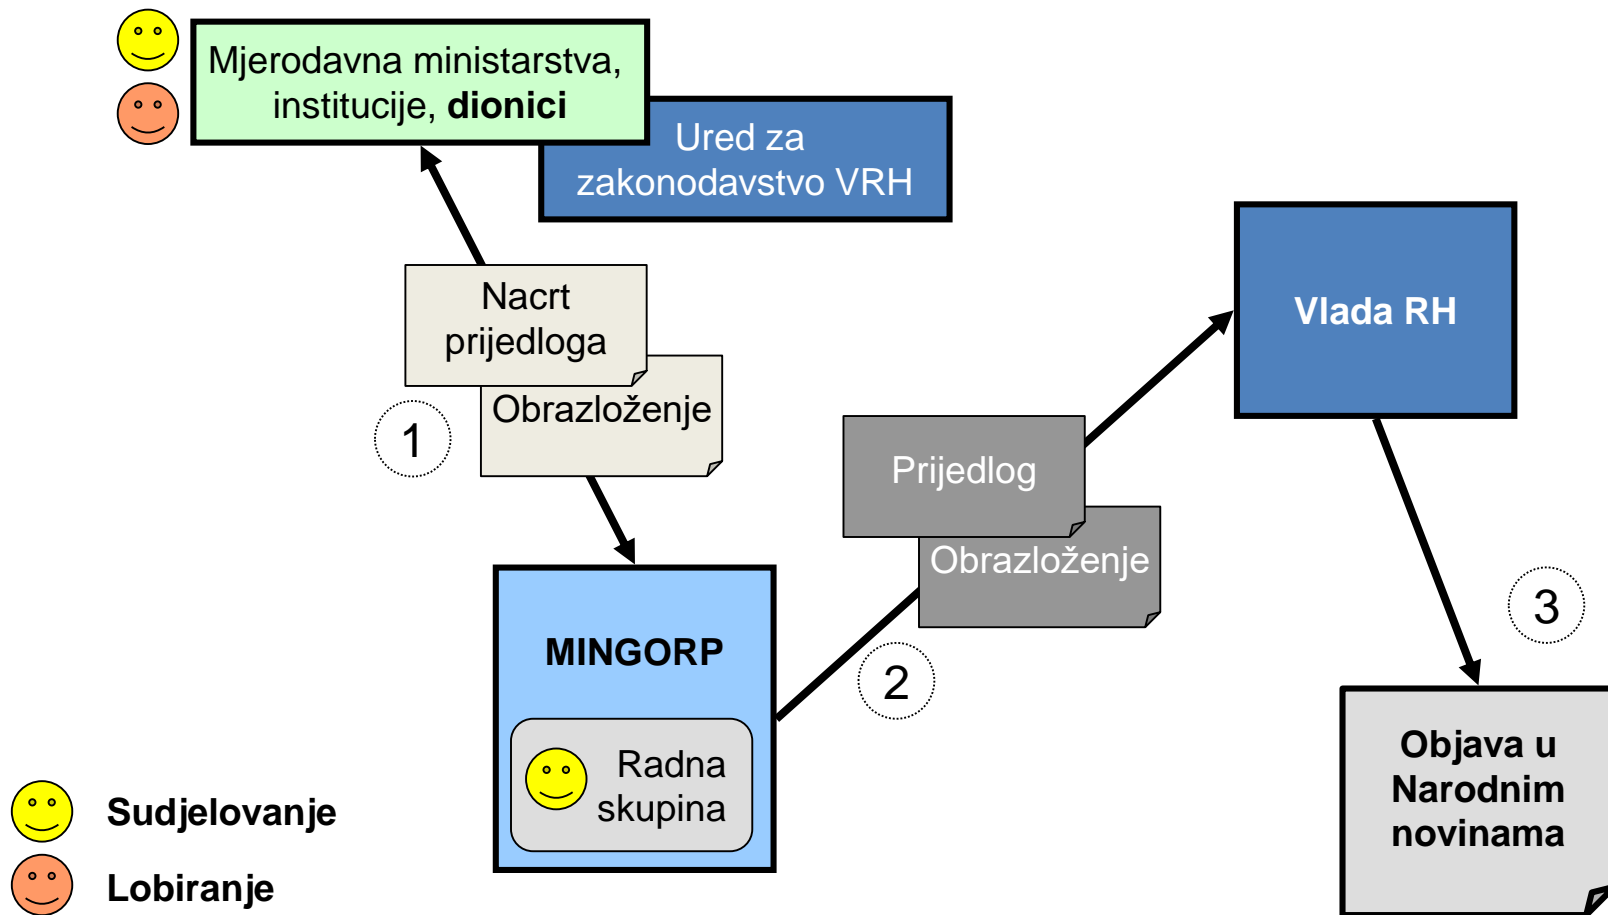 Mjerodavna ministarstva,
institucije, dionici
Ured za
zakonodavstvo VRH
Nacrt
prijedloga
Obrazloženje
1
Vlada RH
Prijedlog
Obrazloženje
2
3
MINGORP
Radna
skupina
Objava u
Narodnim
novinama
Sudjelovanje
Lobiranje